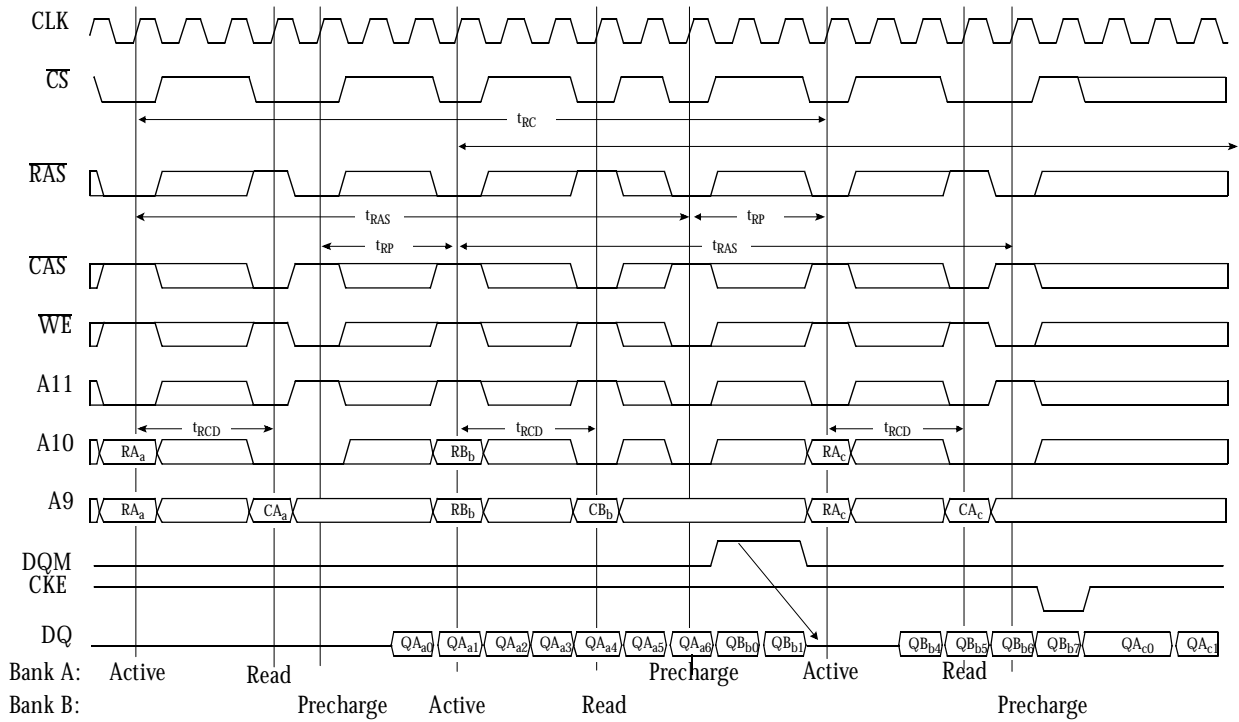 CLK
CS
tRC
RAS
tRAS tRP
tRP tRAS
CAS
WE
A11
tRCD tRCD tRCD
A10 RAa RBb RAc
A9 RAa CAa RBb CBb RAc CAc
DQM
CKE
DQ QAa0 QAa1 QAa2 QAa3 QAa4 QAa5 QAa6 QBb0 QBb1 QBb4 QBb5 QBb6 QBb7 QAc0 QAc1
Bank A: Active Read Precharge Active Read
Bank B: Precharge Active Read Precharge